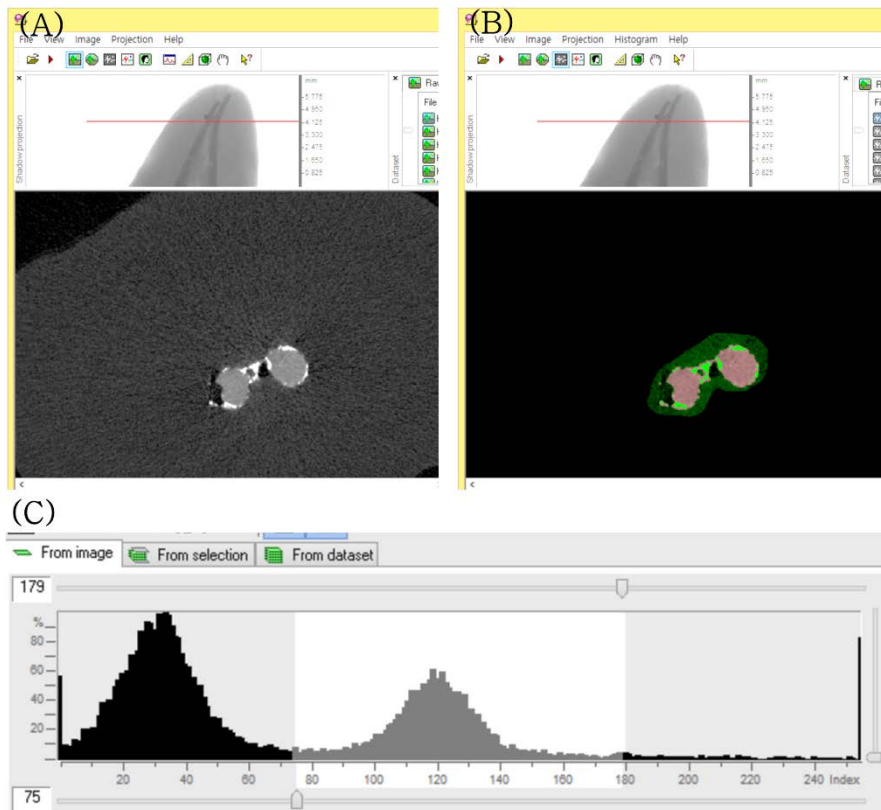 (A)
File View Image Projection Help
mm
5.775
4.950
4.125
3.300
2.475
1.650
0.825
Shadow projection
Dataset
Ra
File
(B)
File View Image Projection Histogram Help
mm
5.775
4.950
4.125
3.300
2.475
1.650
0.825
Shadow projection
Dataset
R
Fi
(C)
From image From selection From dataset
179
%
80
60
40
20
20 40 60 80 100 120 140 160 180 200 220 240 Index
75